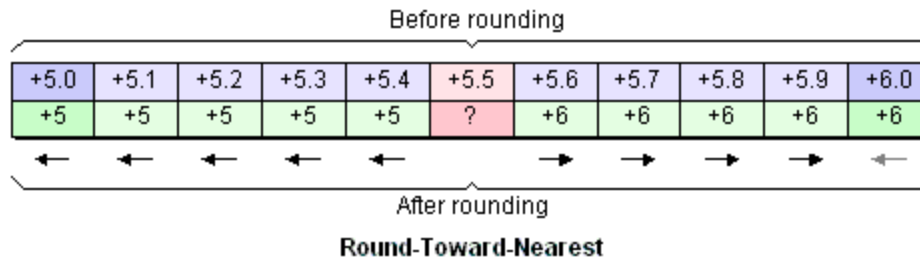 Before rounding
+5.0 +5.1 +5.2 +5.3 +5.4 +5.5 +5.6 +5.7 +5.8 +5.9 +6.0
+5 +5 +5 +5 +5 ? +6 +6 +6 +6 +6
After rounding
Round-Toward-Nearest